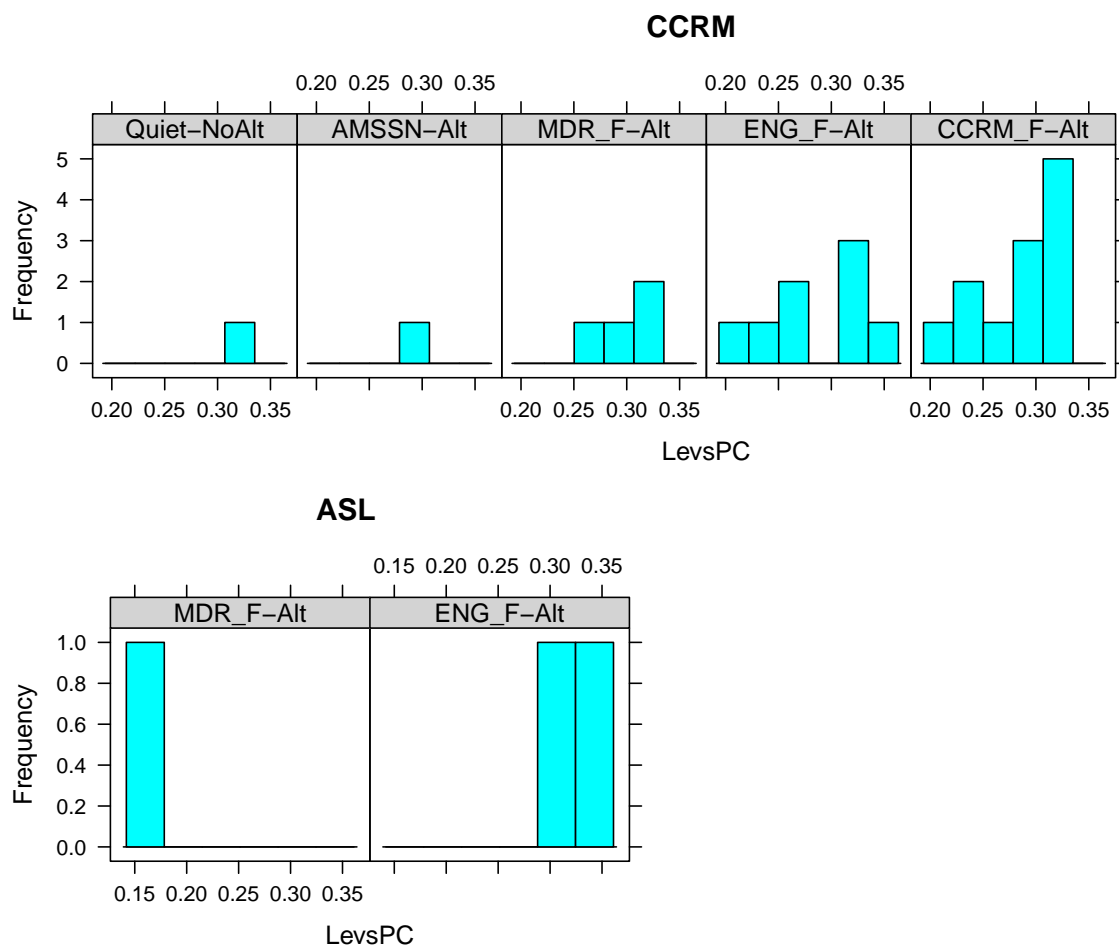 CCRM
0.20 0.25 0.30 0.35 0.20 0.25 0.30 0.35
Quiet−NoAlt AMSSN−Alt MDR_F−Alt ENG_F−Alt CCRM_F−Alt
5
4
3
2
1
0
Frequency
0.20 0.25 0.30 0.35 0.20 0.25 0.30 0.35 0.20 0.25 0.30 0.35
LevsPC
ASL
0.15 0.20 0.25 0.30 0.35
MDR_F−Alt ENG_F−Alt
1.0
0.8
0.6
0.4
0.2
0.0
Frequency
0.15 0.20 0.25 0.30 0.35
LevsPC